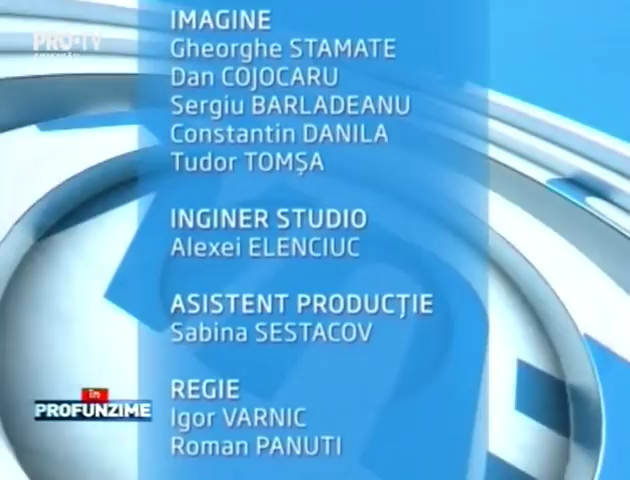 PRO•TV
IMAGINE
Gheorghe STAMATE
Dan COJOCARU
Sergiu BARLADEANU
Constantin DANILA
Tudor TOMȘA
INGINER STUDIO
Alexei ELENCIUC
ASISTENT PRODUCȚIE
Sabina SESTACOV
REGIE
Igor VARNIC
Roman PANUTI
în
PROFUNZIME